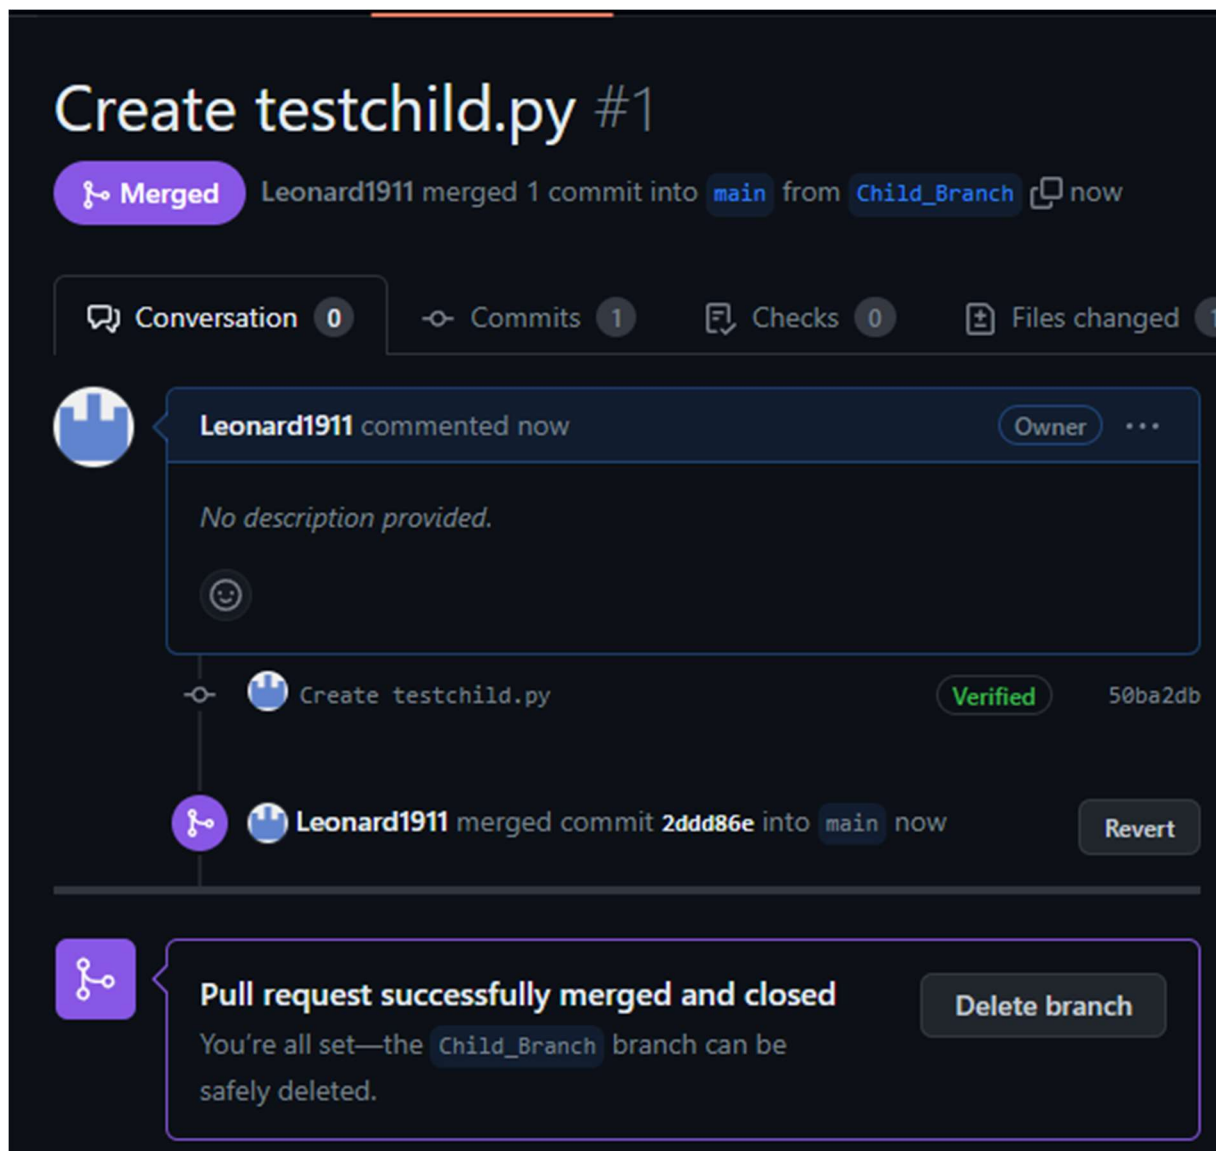 Create testchild.py #1
Merged Leonard1911 merged 1 commit into main from Child_Branch now
Conversation 0 Commits 1 Checks 0 Files changed 1
Leonard1911 commented now Owner
No description provided.
Create testchild.py Verified 50ba2db
Leonard1911 merged commit 2ddd86e into main now Revert
Pull request successfully merged and closed
Delete branch
You're all set—the Child_Branch branch can be
safely deleted.